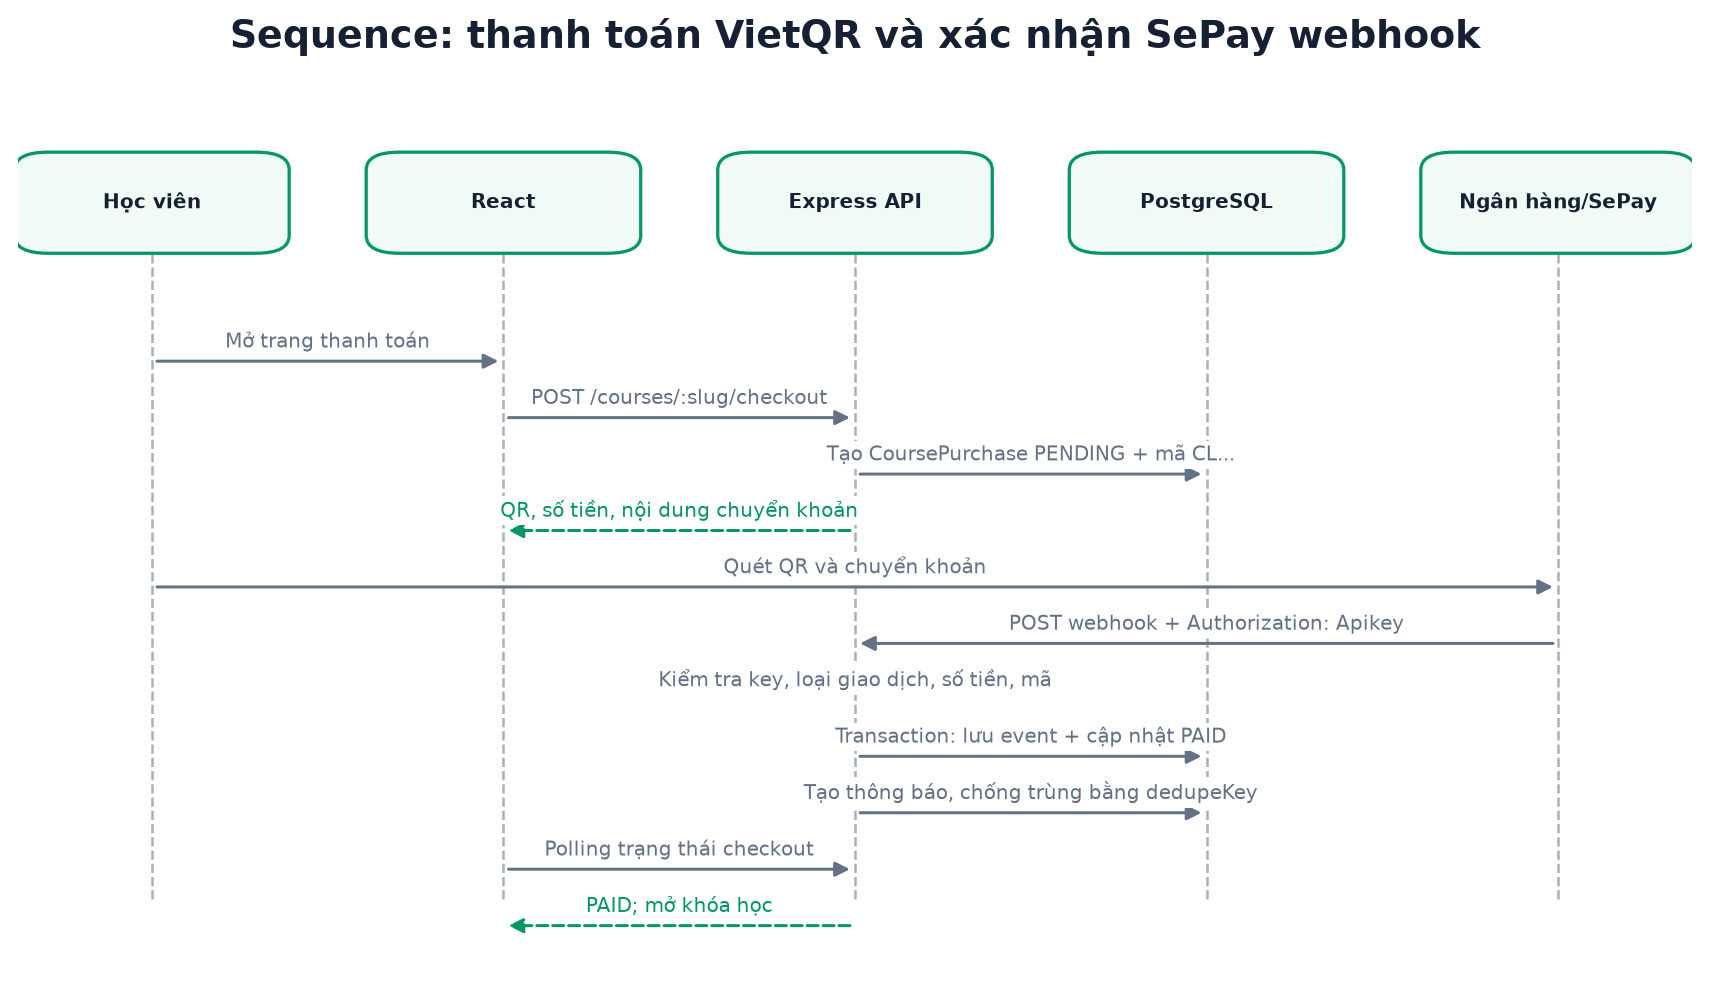 Sequence: thanh toán VietQR và xác nhận SePay webhook
Học viên
React
Express API
PostgreSQL
Ngân hàng/SePay
Mở trang thanh toán
POST /courses/:slug/checkout
Tạo CoursePurchase PENDING + mã CL...
QR, số tiền, nội dung chuyển khoản
Quét QR và chuyển khoản
POST webhook + Authorization: Apikey
Kiểm tra key, loại giao dịch, số tiền, mã
Transaction: lưu event + cập nhật PAID
Tạo thông báo, chống trùng bằng dedupeKey
Polling trạng thái checkout
PAID; mở khóa học